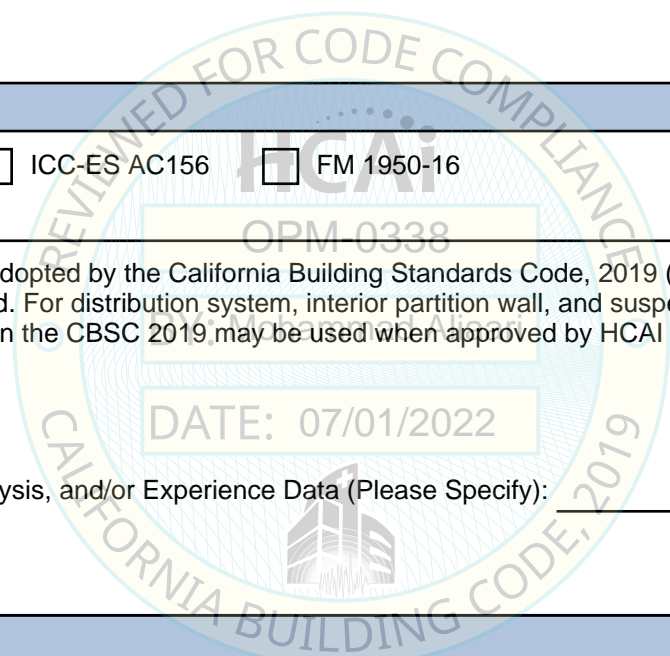 REVIEWED FOR CODE COMPLIANCE
HCAi
ICC-ES AC156 FM 1950-16
OPM-0338
dopted by the California Building Standards Code, 2019 (
d. For distribution system, interior partition wall, and susp
n the CBSC 2019 may be used when approved by HCAI
BY: Mohammad Aliaari
DATE: 07/01/2022
ysis, and/or Experience Data (Please Specify):
CALIFORNIA BUILDING CODE, 2019